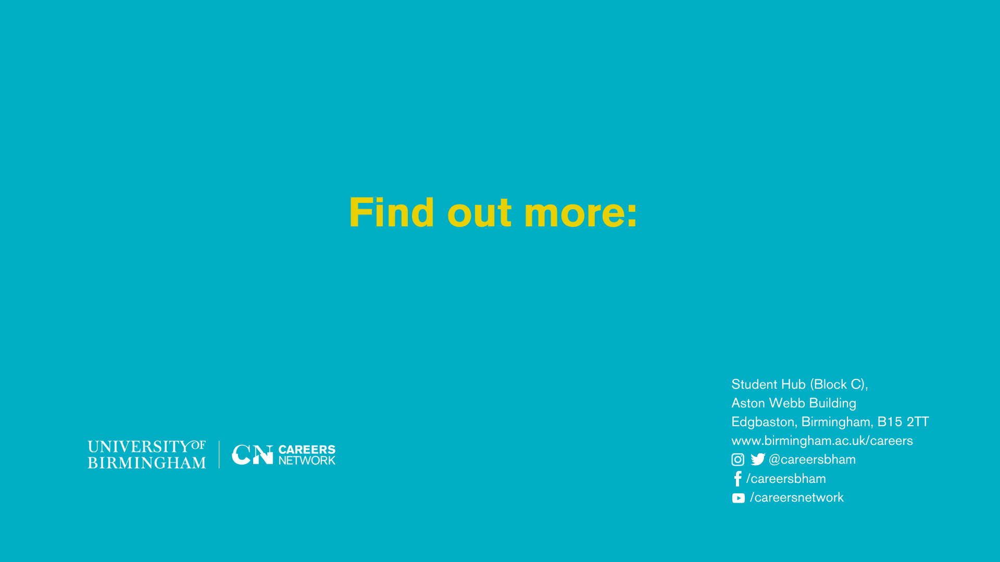 Find out more:
UNIVERSITY OF
BIRMINGHAM
CN CAREERS
NETWORK
Student Hub (Block C),
Aston Webb Building
Edgbaston, Birmingham, B15 2TT
www.birmingham.ac.uk/careers
@careersbham
/careersbham
/careersnetwork